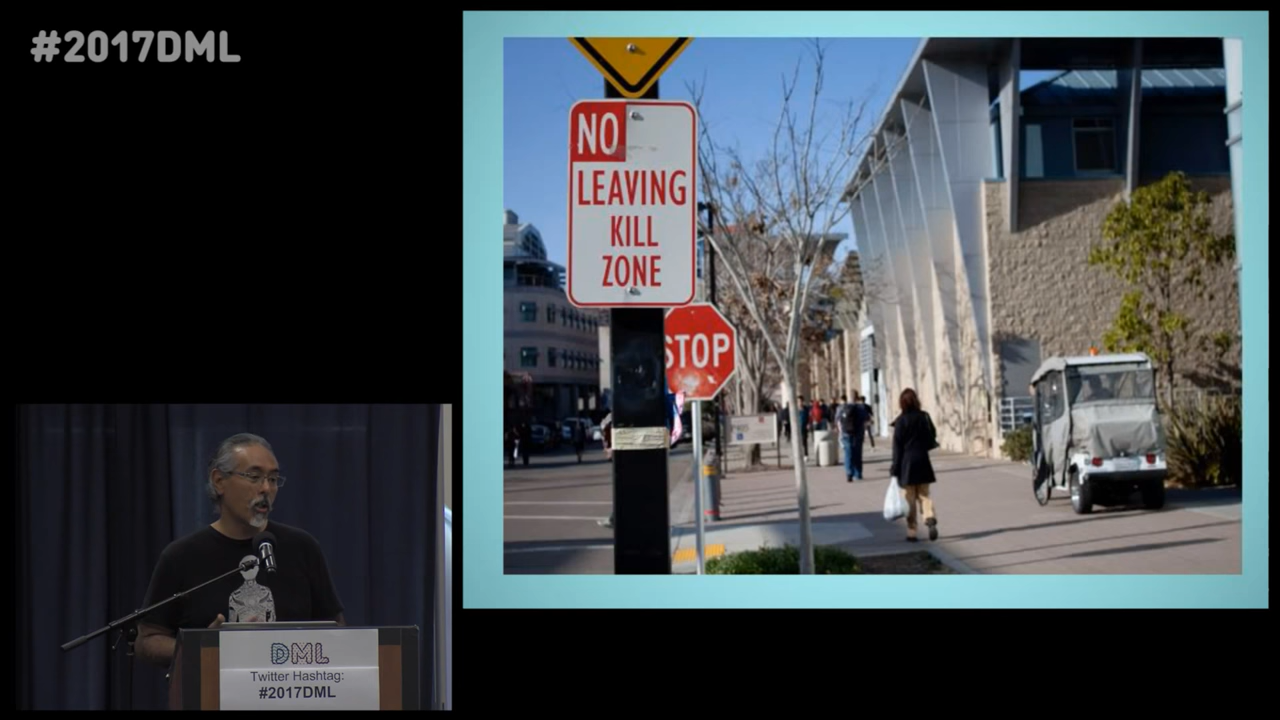 #2017DML
NO
LEAVING
KILL
ZONE
STOP
DML
Twitter Hashtag:
#2017DML